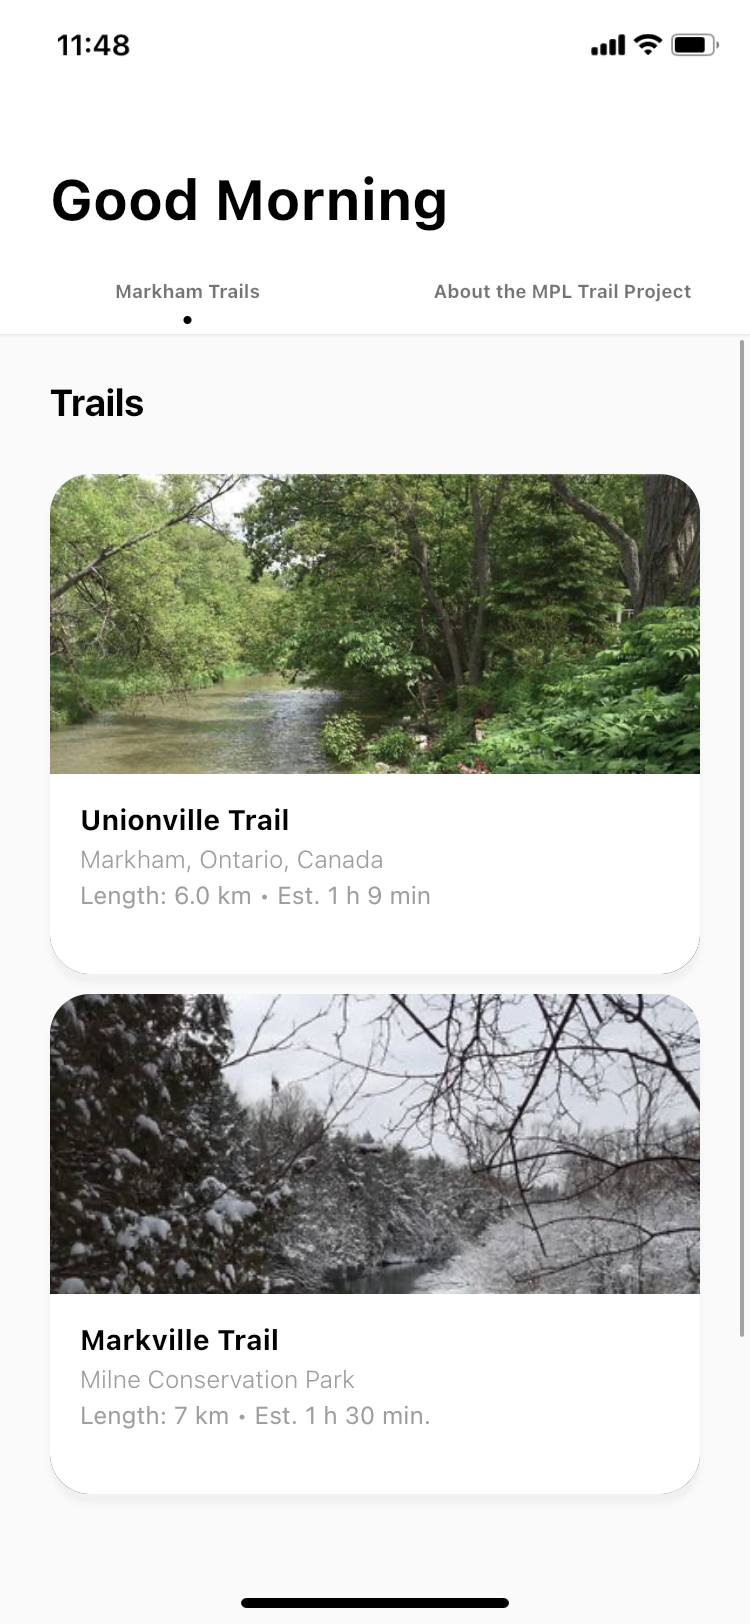 11:48
Good Morning
Markham Trails
About the MPL Trail Project
Trails
Unionville Trail
Markham, Ontario, Canada
Length: 6.0 km • Est. 1 h 9 min
Markville Trail
Milne Conservation Park
Length: 7 km • Est. 1 h 30 min.